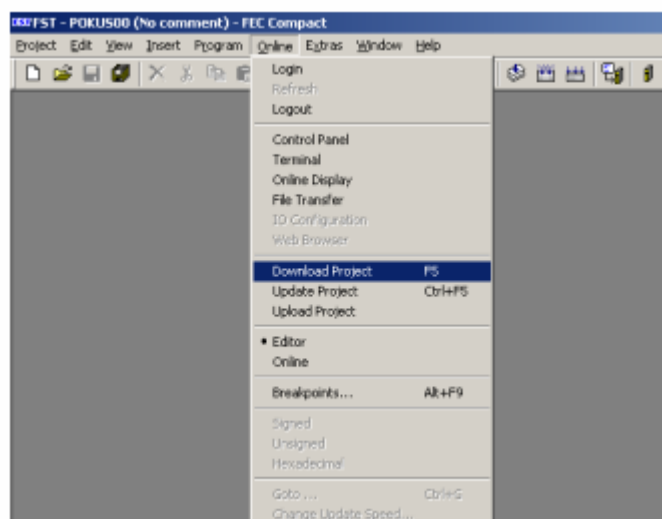 FST - POKUS00 (No comment) - FEC Compact
Project Edit View Insert Program Online Extras Window Help
Login
Refresh
Logout
Control Panel
Terminal
Online Display
File Transfer
IO Configuration
Web Browser
Download Project F5
Update Project Ctrl+F5
Upload Project
• Editor
Online
Breakpoints... Alt+F9
Signed
Unsigned
Hexadecimal
Goto ... Ctrl+G
Change Update Speed...